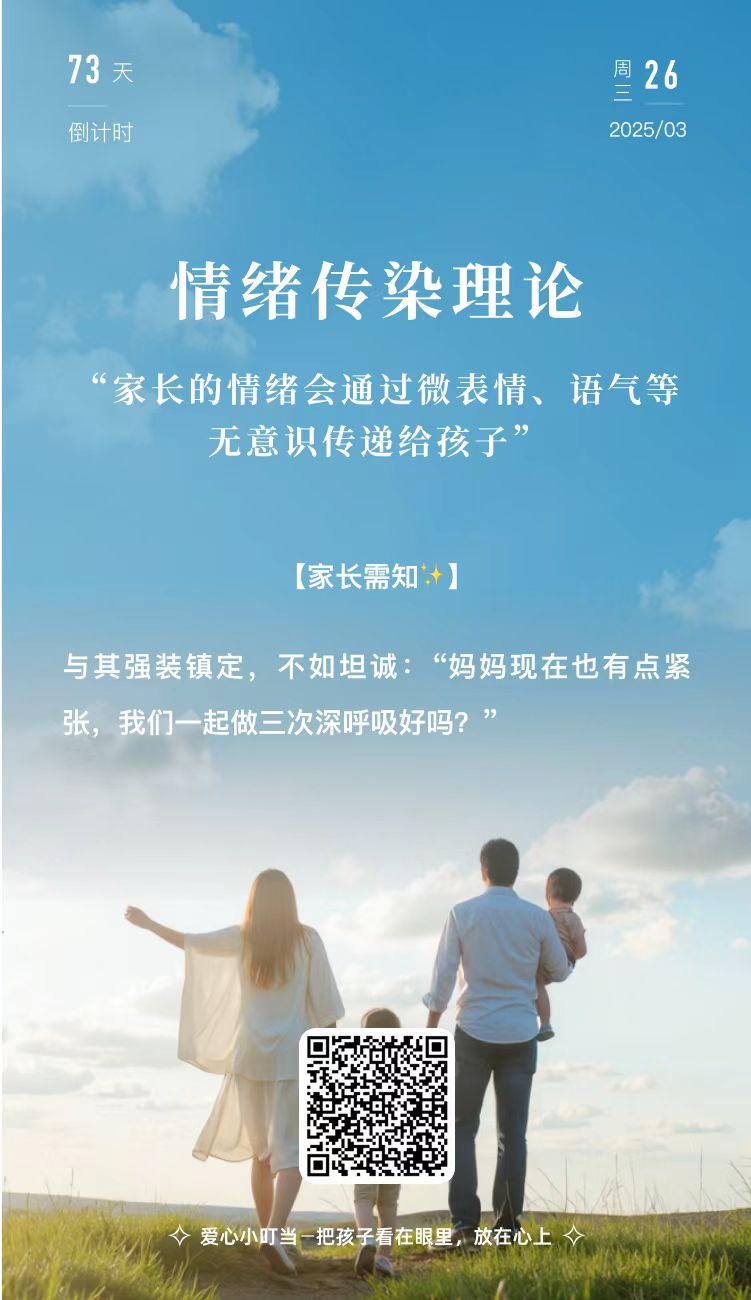 73 天
倒计时
周三 26
2025/03
情绪传染理论
“家长的情绪会通过微表情、语气等
无意识传递给孩子”
【家长需知✨】
与其强装镇定，不如坦诚：“妈妈现在也有点紧
张，我们一起做三次深呼吸好吗？”
爱心小叮当—把孩子看在眼里，放在心上